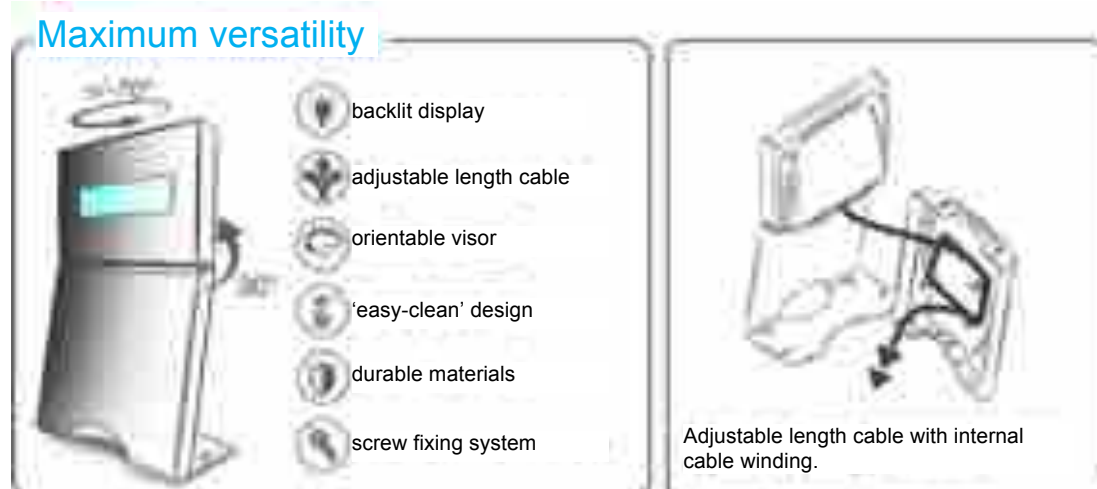 Maximum versatility
backlit display
adjustable length cable
orientable visor
‘easy-clean’ design
durable materials
screw fixing system
Adjustable length cable with internal
cable winding.